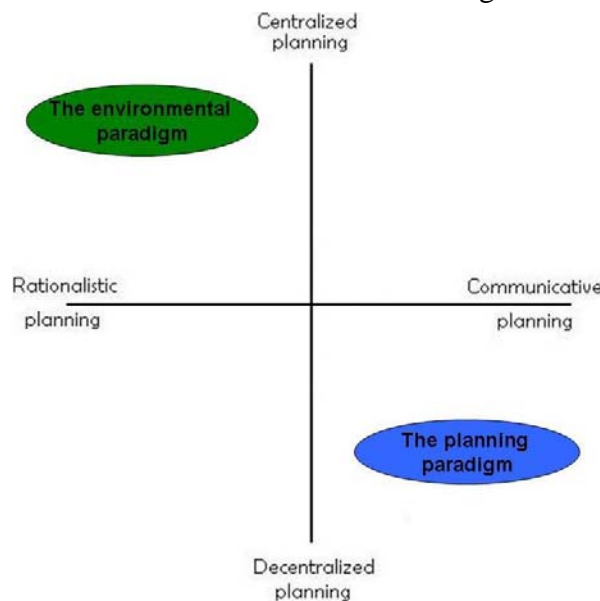 Centralized
planning
The environmental
paradigm
Rationalistic
planning
Communicative
planning
The planning
paradigm
Decentralized
planning